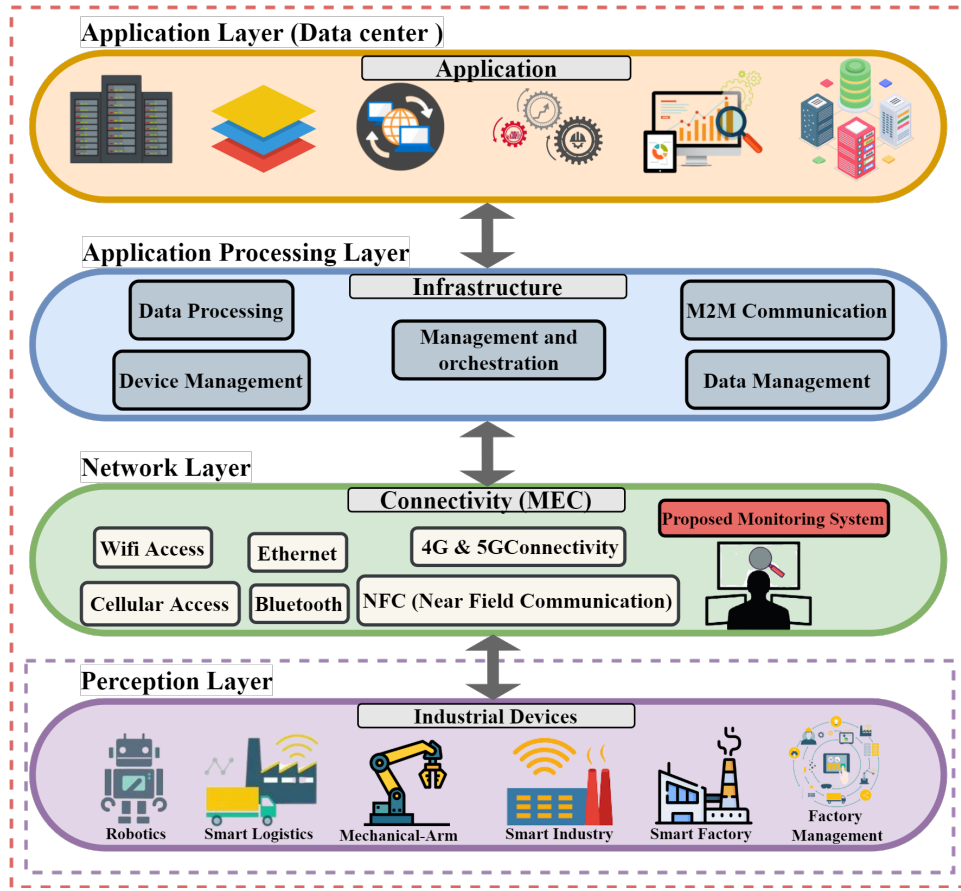 Application Layer (Data center )
Application
Application Processing Layer
Infrastructure
Data Processing
M2M Communication
Management and
orchestration
Device Management
Data Management
Network Layer
Connectivity (MEC)
Proposed Monitoring System
Wifi Access
Ethernet
4G & 5GConnectivity
Cellular Access
Bluetooth
NFC (Near Field Communication)
Perception Layer
Industrial Devices
Robotics
Smart Logistics
Mechanical-Arm
Smart Industry
Smart Factory
Factory
Management